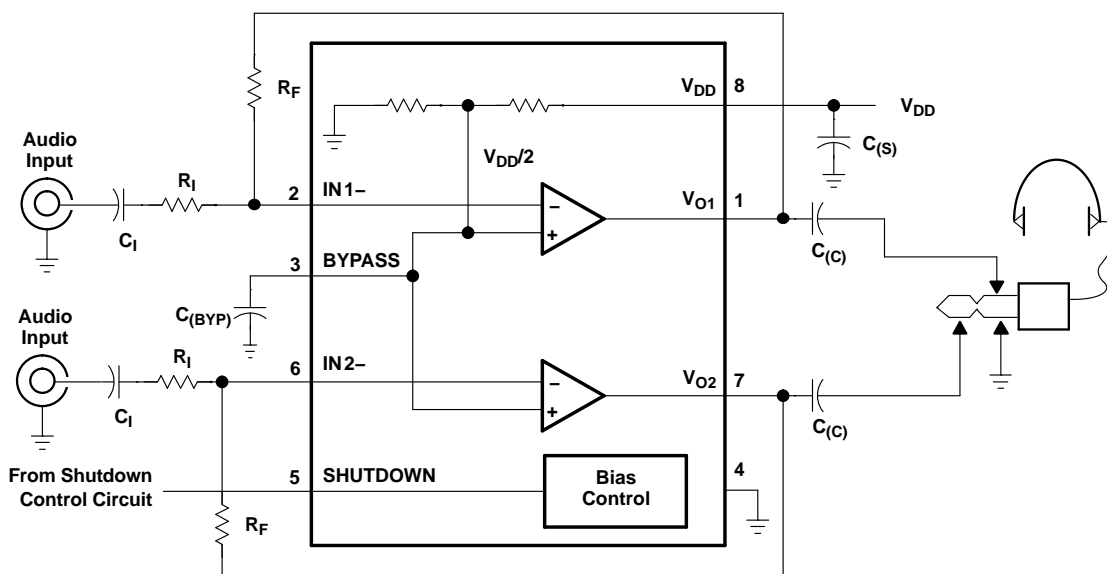 R_F
V_DD 8
V_DD
Audio
Input
C_(S)
V_DD/2
R_I
2
IN1−
−
V_O1
1
+
C_I
C_(C)
3
BYPASS
C_(BYP)
Audio
Input
R_I
6
IN2−
−
V_O2
7
+
C_I
C_(C)
From Shutdown
Control Circuit
5
SHUTDOWN
Bias
Control
4
R_F